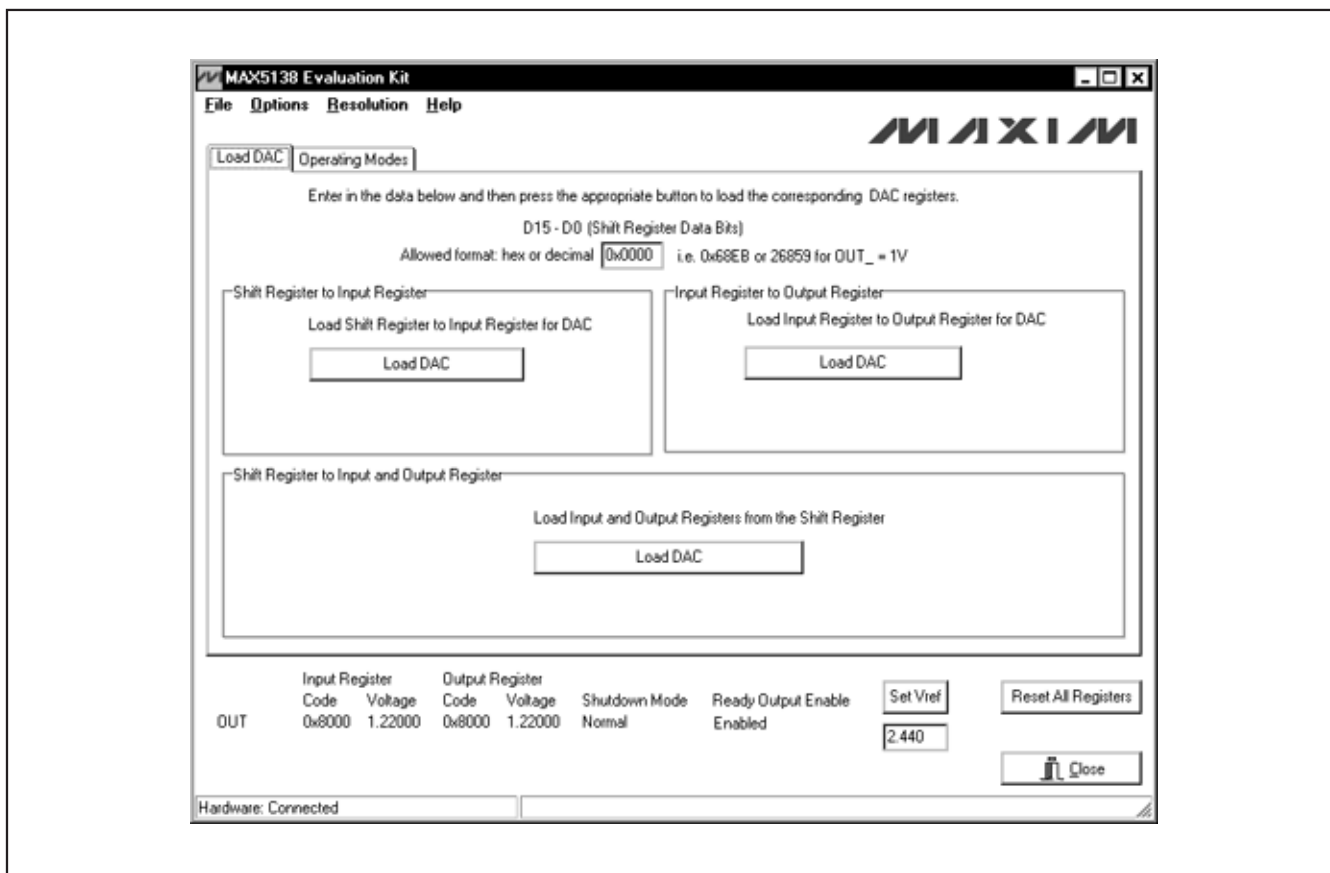 MAX5138 Evaluation Kit
File Options Resolution Help
MAXIM
Load DAC Operating Modes
Enter in the data below and then press the appropriate button to load the corresponding DAC registers.
D15 - D0 (Shift Register Data Bits)
Allowed format: hex or decimal 0x0000 i.e. 0x68EB or 26859 for OUT_ = 1V
Shift Register to Input Register
Load Shift Register to Input Register for DAC
Load DAC
Input Register to Output Register
Load Input Register to Output Register for DAC
Load DAC
Shift Register to Input and Output Register
Load Input and Output Registers from the Shift Register
Load DAC
Input Register Output Register
Code Voltage Code Voltage Shutdown Mode Ready Output Enable
OUT 0x8000 1.22000 0x8000 1.22000 Normal Enabled
Set Vref
2.440
Reset All Registers
Close
Hardware: Connected